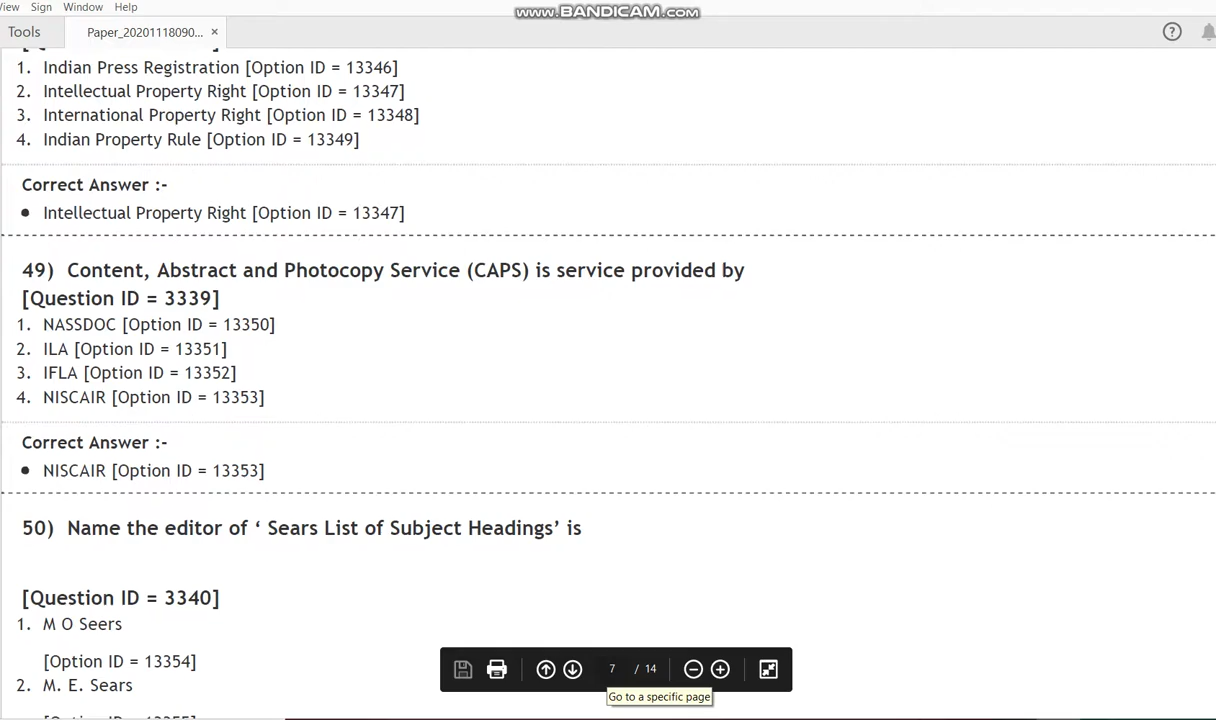 www.BANDICAM.com
View Sign Window Help
Tools Paper_20201118090... ×
1. Indian Press Registration [Option ID = 13346]
2. Intellectual Property Right [Option ID = 13347]
3. International Property Right [Option ID = 13348]
4. Indian Property Rule [Option ID = 13349]
Correct Answer :-
• Intellectual Property Right [Option ID = 13347]
49) Content, Abstract and Photocopy Service (CAPS) is service provided by
[Question ID = 3339]
1. NASSDOC [Option ID = 13350]
2. ILA [Option ID = 13351]
3. IFLA [Option ID = 13352]
4. NISCAIR [Option ID = 13353]
Correct Answer :-
• NISCAIR [Option ID = 13353]
50) Name the editor of ‘ Sears List of Subject Headings’ is
[Question ID = 3340]
1. M O Seers
[Option ID = 13354]
2. M. E. Sears
7 / 14
Go to a specific page